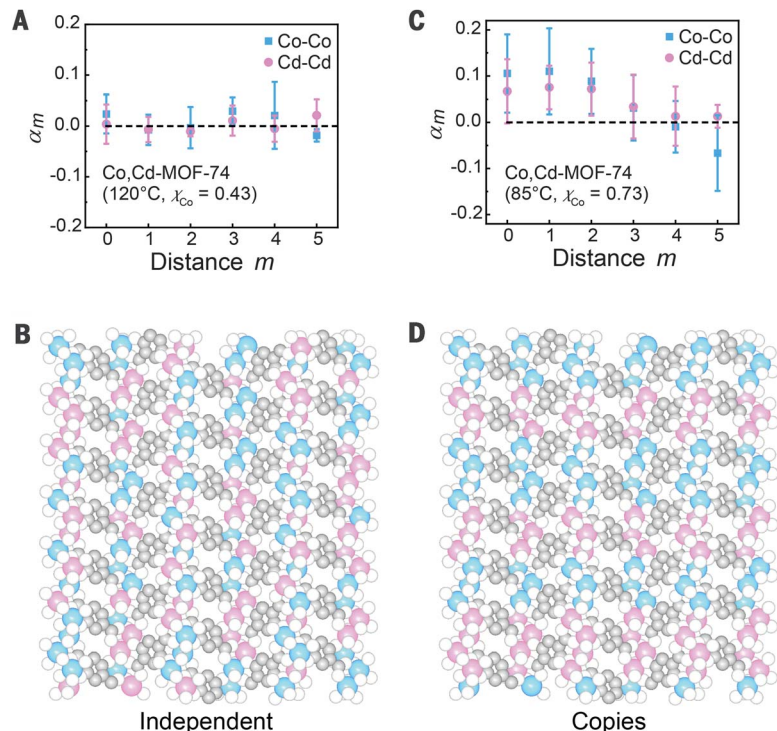 A
C
0.2
0.1
0.0
-0.1
-0.2
αm
Co-Co
Cd-Cd
Co,Cd-MOF-74
(120°C, χCo = 0.43)
0 1 2 3 4 5
Distance m
0.2
0.1
0.0
-0.1
-0.2
αm
Co-Co
Cd-Cd
Co,Cd-MOF-74
(85°C, χCo = 0.73)
0 1 2 3 4 5
Distance m
B
D
Independent
Copies